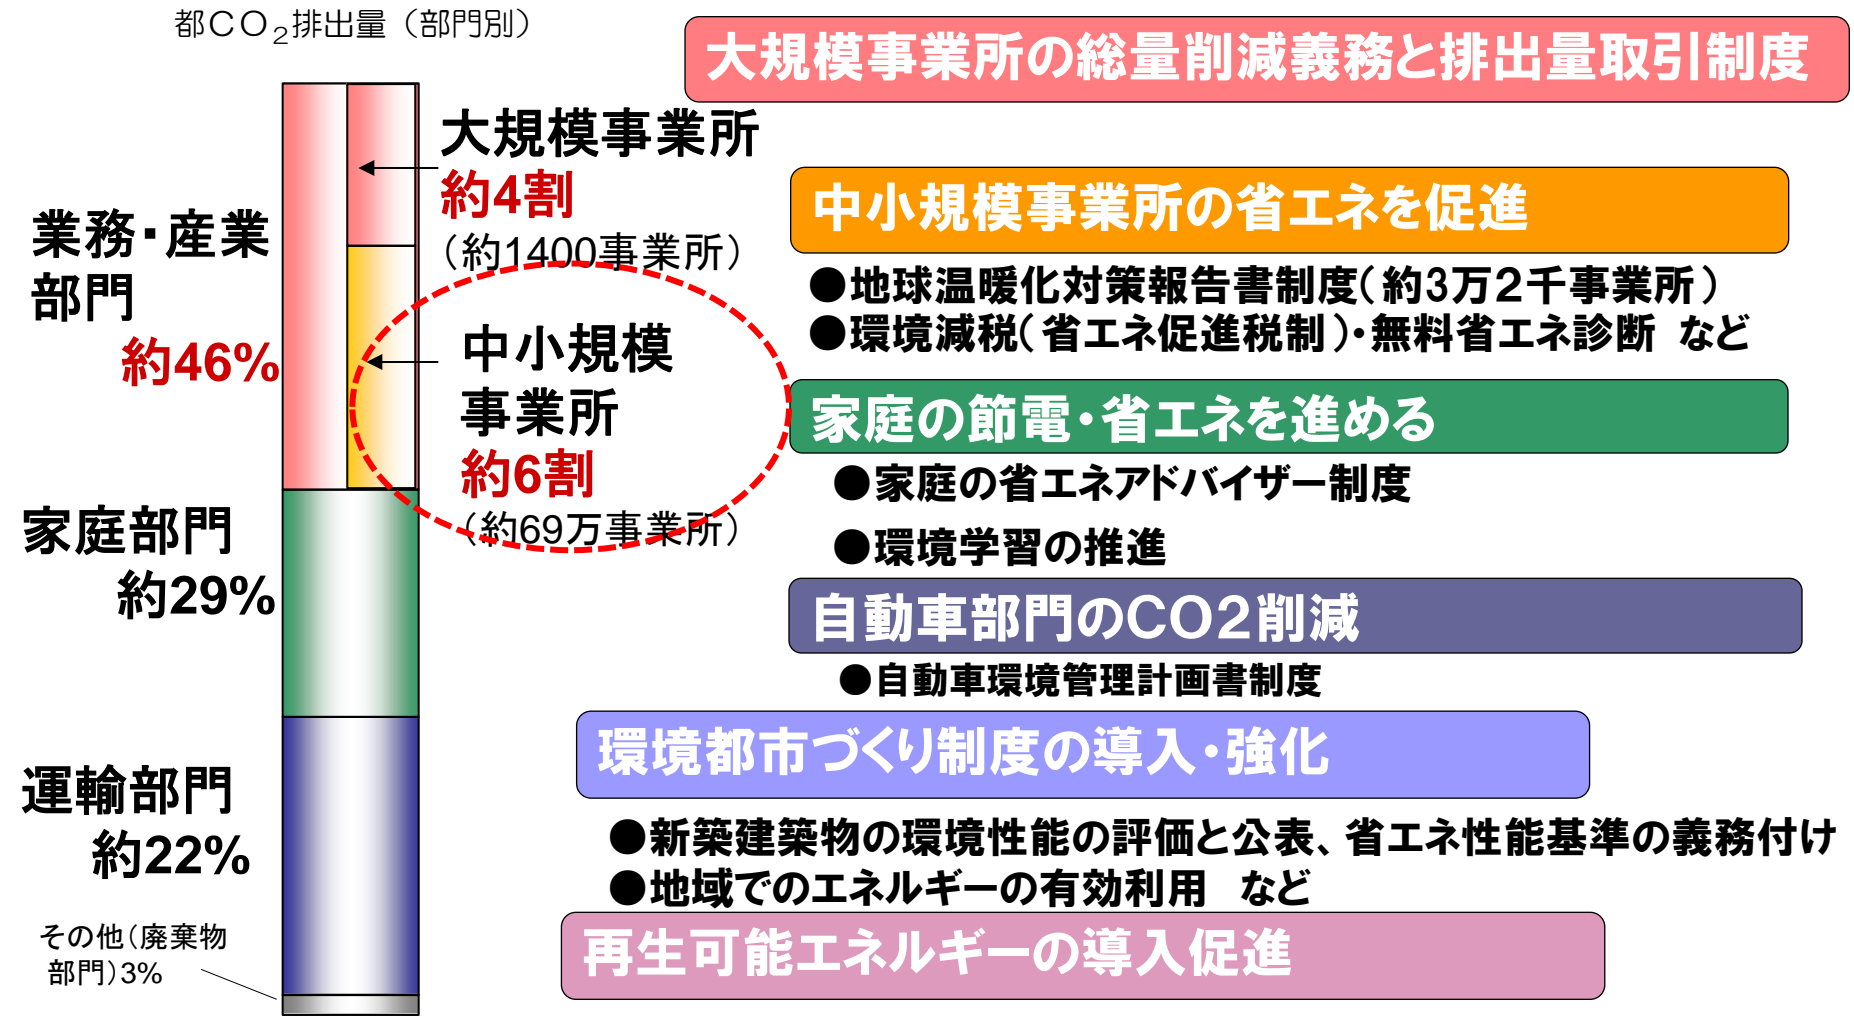 都CO₂排出量（部門別）
大規模事業所の総量削減義務と排出量取引制度
大規模事業所
約4割
（約1400事業所）
業務・産業
部門
約46%
中小規模
事業所
約6割
（約69万事業所）
家庭部門
約29%
運輸部門
約22%
その他（廃棄物
部門）3%
中小規模事業所の省エネを促進
●地球温暖化対策報告書制度（約3万2千事業所）
●環境減税（省エネ促進税制）・無料省エネ診断 など
家庭の節電・省エネを進める
●家庭の省エネアドバイザー制度
●環境学習の推進
自動車部門のCO2削減
●自動車環境管理計画書制度
環境都市づくり制度の導入・強化
●新築建築物の環境性能の評価と公表、省エネ性能基準の義務付け
●地域でのエネルギーの有効利用 など
再生可能エネルギーの導入促進